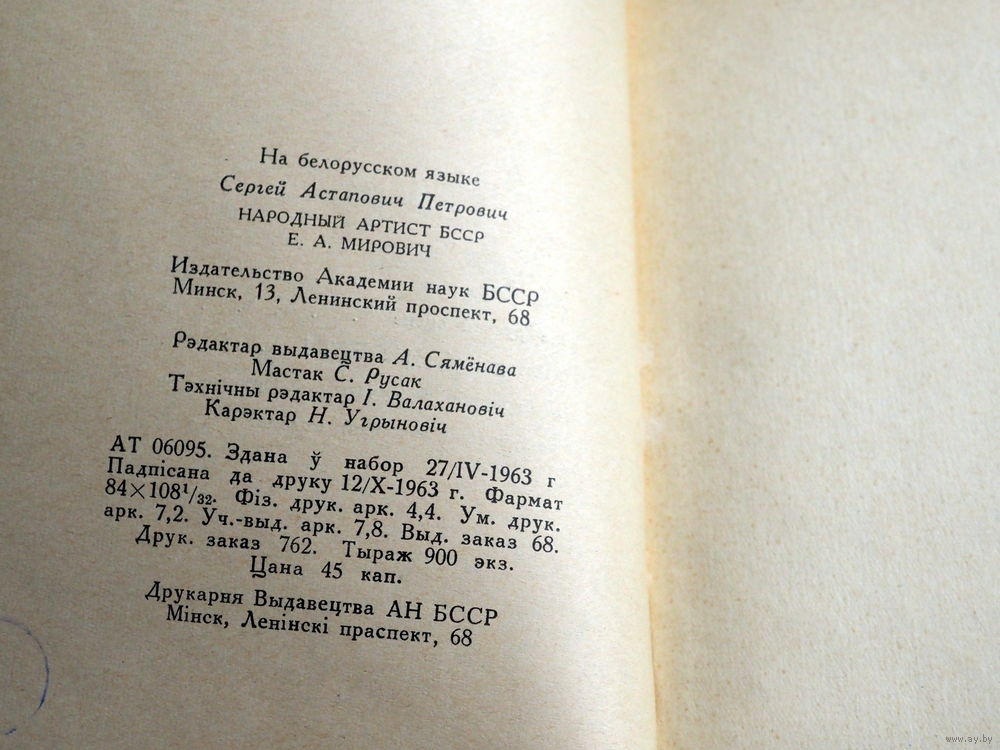 На белорусском языке
Сергей Астапович Петрович
НАРОДНЫЙ АРТИСТ БССР
Е. А. МИРОВИЧ
Издательство Академии наук БССР
Минск, 13, Ленинский проспект, 68
Рэдактар выдавецтва А. Сямёнава
Мастак С. Русак
Тэхнічны рэдактар І. Валахановіч
Карэктар Н. Угрыновіч
АТ 06095. Здана ў набор 27/IV-1963 г
Падпісана да друку 12/X-1963 г. Фармат
84×108¹/₃₂. Фіз. друк. арк. 4,4. Ум. друк.
арк. 7,2. Уч.-выд. арк. 7,8. Выд. заказ 68.
Друк. заказ 762. Тыраж 900 экз.
Цана 45 кап.
Друкарня Выдавецтва АН БССР
Мінск, Ленінскі праспект, 68
www.ay.by